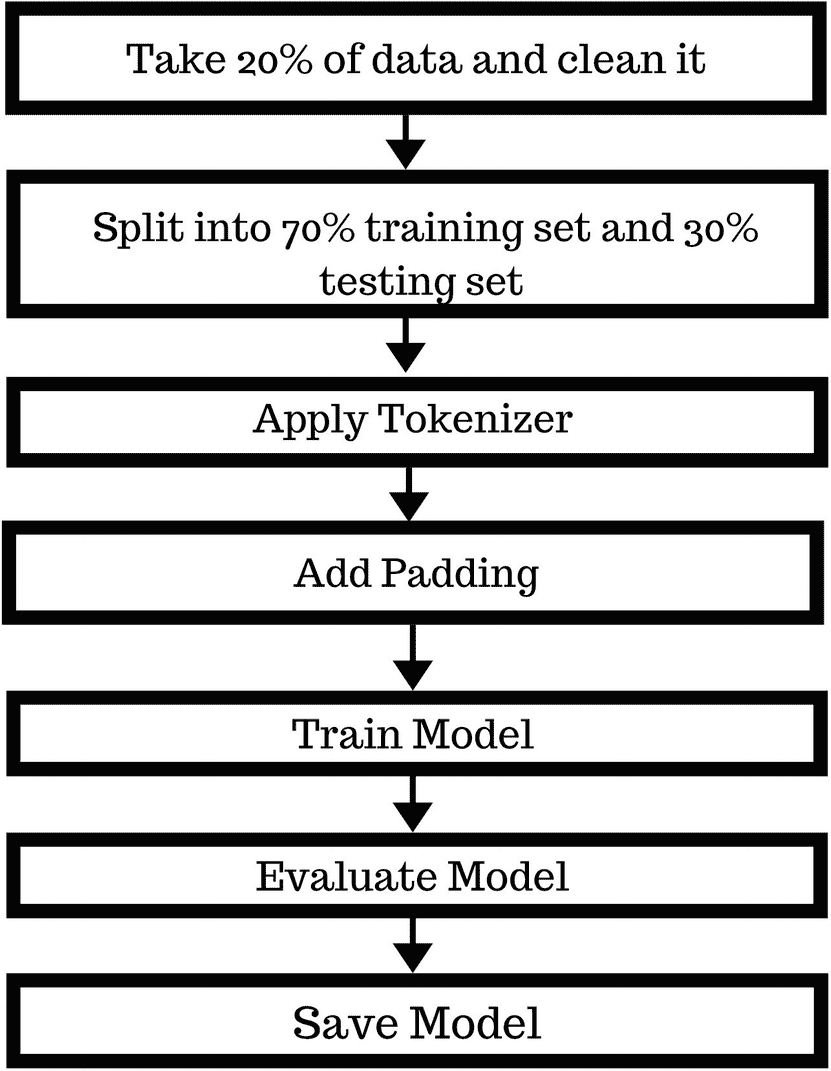 Take 20% of data and clean it
Split into 70% training set and 30%
testing set
Apply Tokenizer
Add Padding
Train Model
Evaluate Model
Save Model